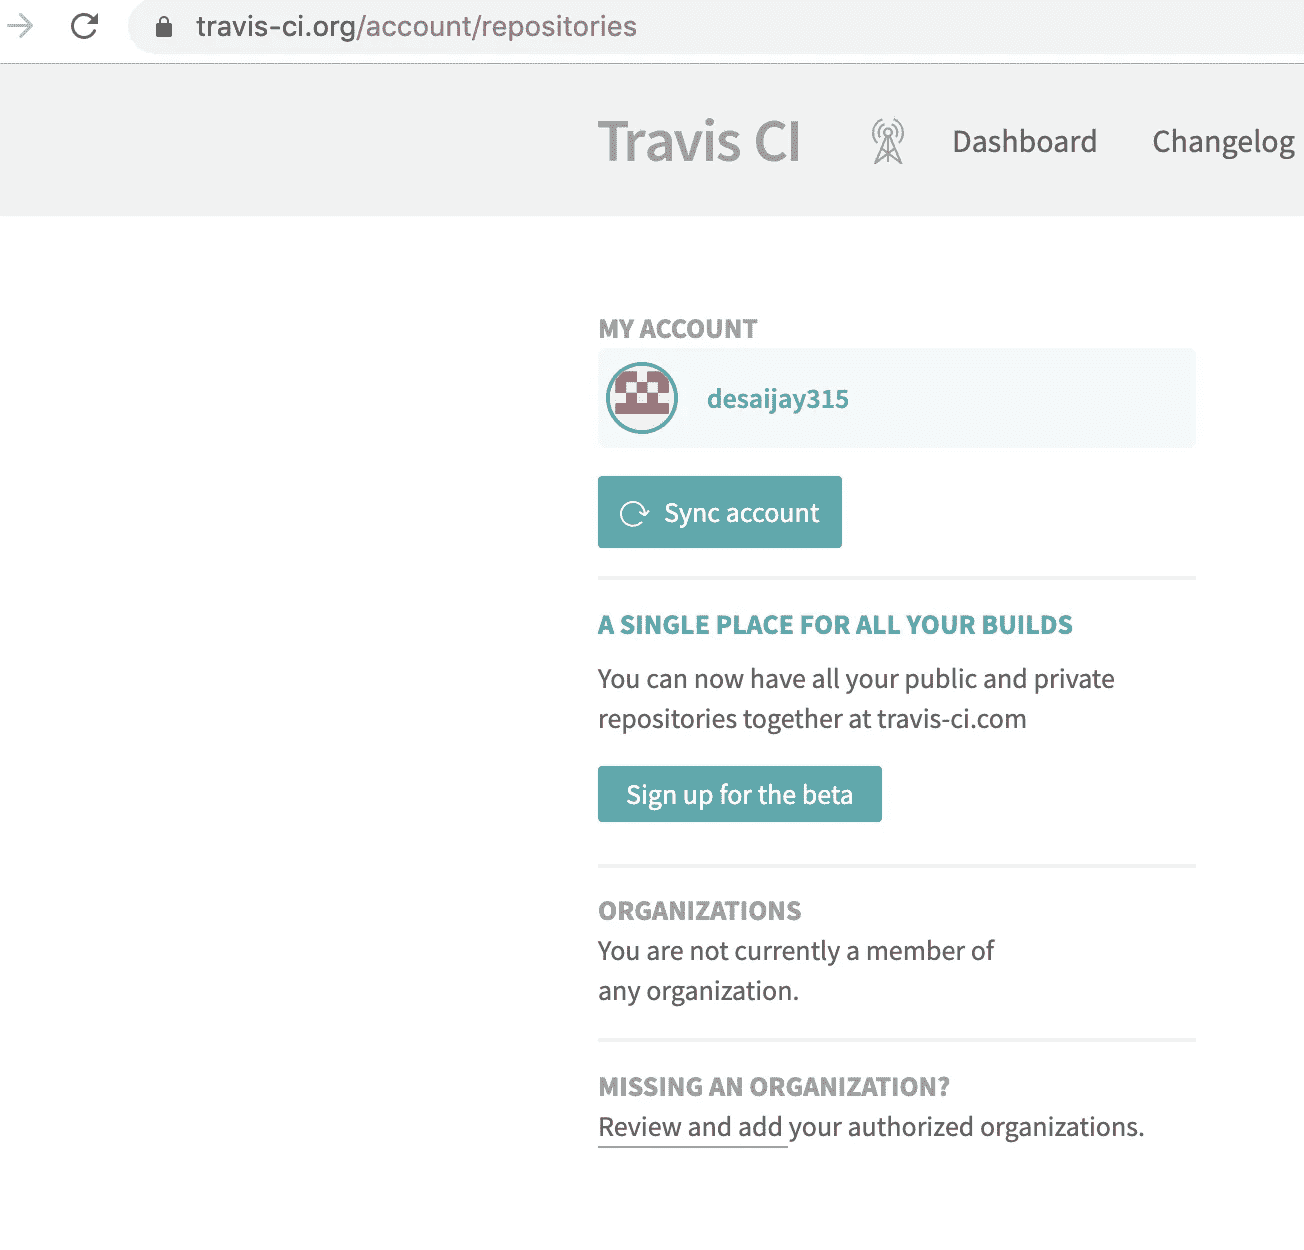 travis-ci.org/account/repositories
Travis CI Dashboard Changelog
MY ACCOUNT
desaijay315
Sync account
A SINGLE PLACE FOR ALL YOUR BUILDS
You can now have all your public and private
repositories together at travis-ci.com
Sign up for the beta
ORGANIZATIONS
You are not currently a member of
any organization.
MISSING AN ORGANIZATION?
Review and add your authorized organizations.